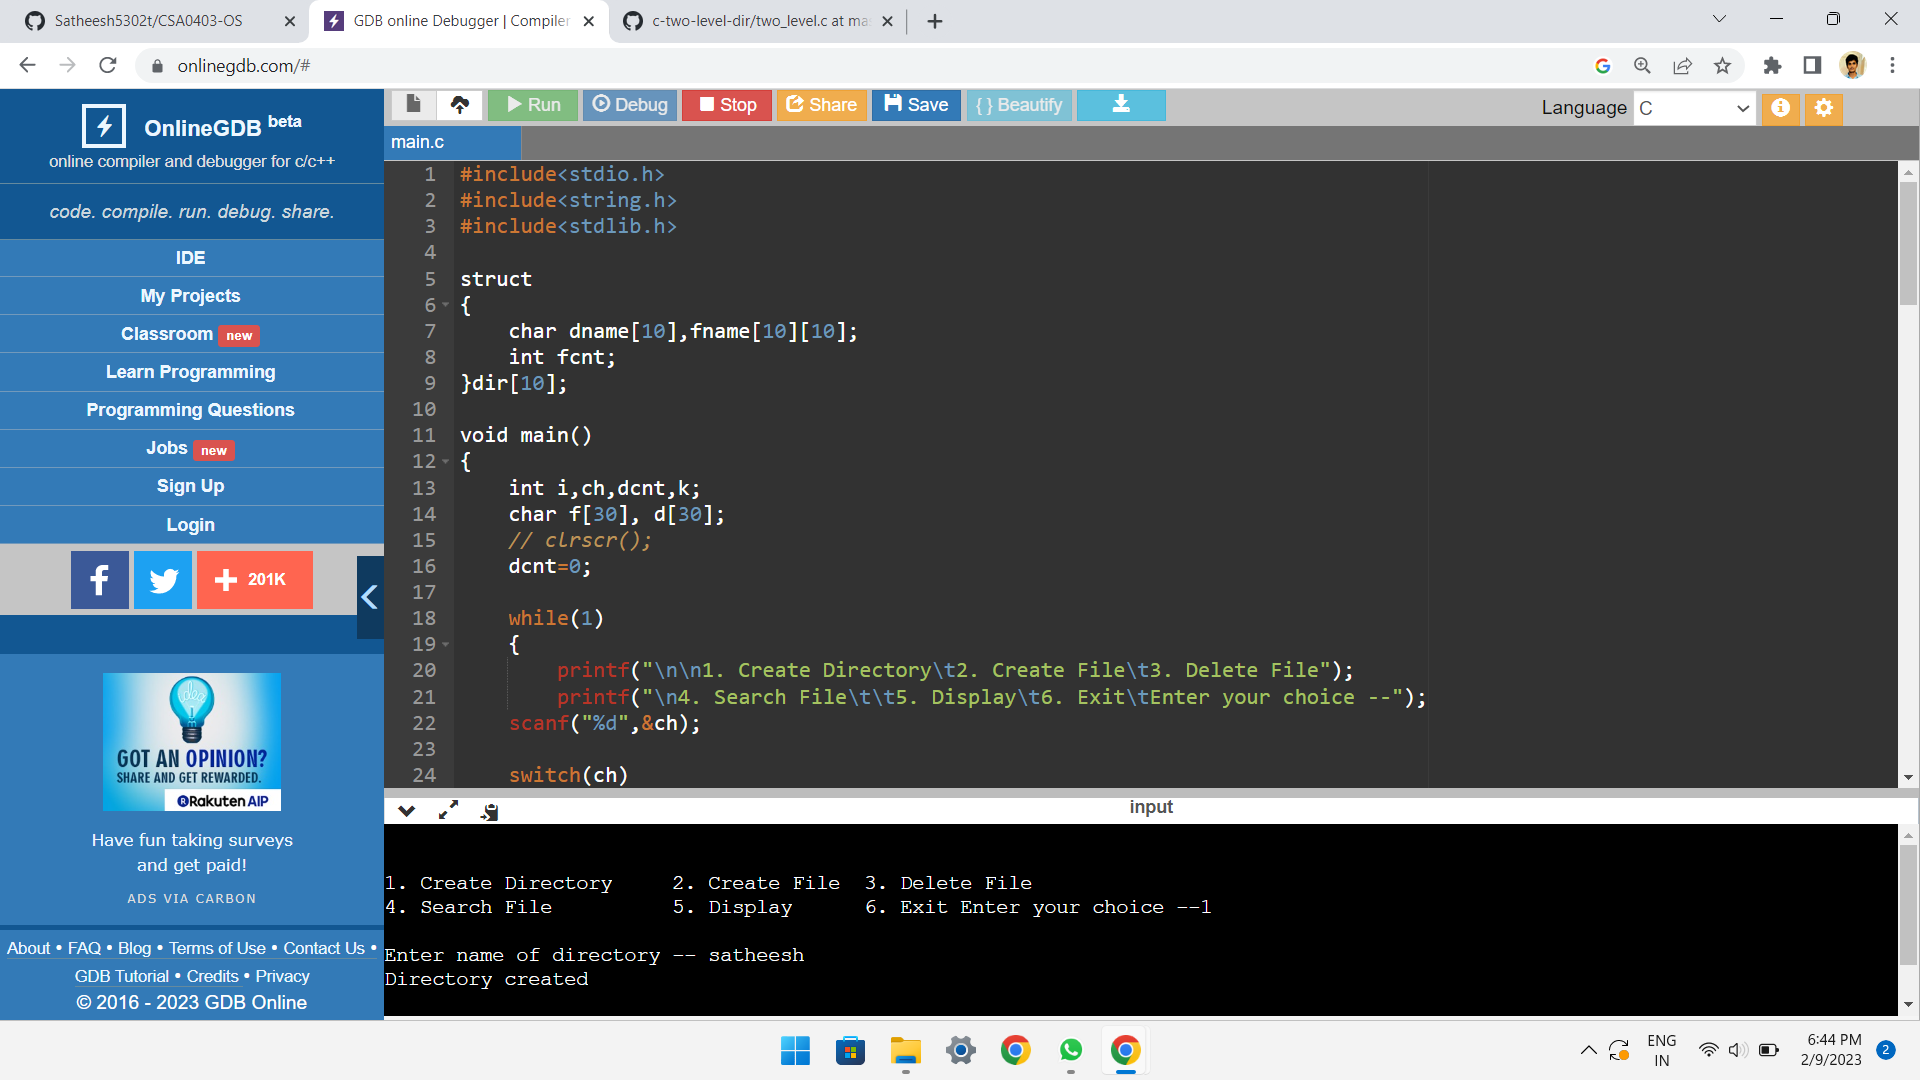 Satheesh5302t/CSA0403-OS
GDB online Debugger | Compiler
c-two-level-dir/two_level.c at ma
onlinegdb.com/#
OnlineGDB beta
online compiler and debugger for c/c++
code. compile. run. debug. share.
IDE
My Projects
Classroom new
Learn Programming
Programming Questions
Jobs new
Sign Up
Login
201K
GOT AN OPINION?
SHARE AND GET REWARDED.
Rakuten AIP
Have fun taking surveys
and get paid!
ADS VIA CARBON
About • FAQ • Blog • Terms of Use • Contact Us •
GDB Tutorial • Credits • Privacy
© 2016 - 2023 GDB Online
Run Debug Stop Share Save { } Beautify
Language C
main.c
1 #include<stdio.h>
2 #include<string.h>
3 #include<stdlib.h>
4
5 struct
6 {
7 char dname[10],fname[10][10];
8 int fcnt;
9 }dir[10];
10
11 void main()
12 {
13 int i,ch,dcnt,k;
14 char f[30], d[30];
15 // clrscr();
16 dcnt=0;
17
18 while(1)
19 {
20 printf("\n\n1. Create Directory\t2. Create File\t3. Delete File");
21 printf("\n4. Search File\t\t5. Display\t6. Exit\tEnter your choice --");
22 scanf("%d",&ch);
23
24 switch(ch)
input
1. Create Directory 2. Create File 3. Delete File
4. Search File 5. Display 6. Exit Enter your choice --1
Enter name of directory -- satheesh
Directory created
ENG
IN
6:44 PM
2/9/2023
2